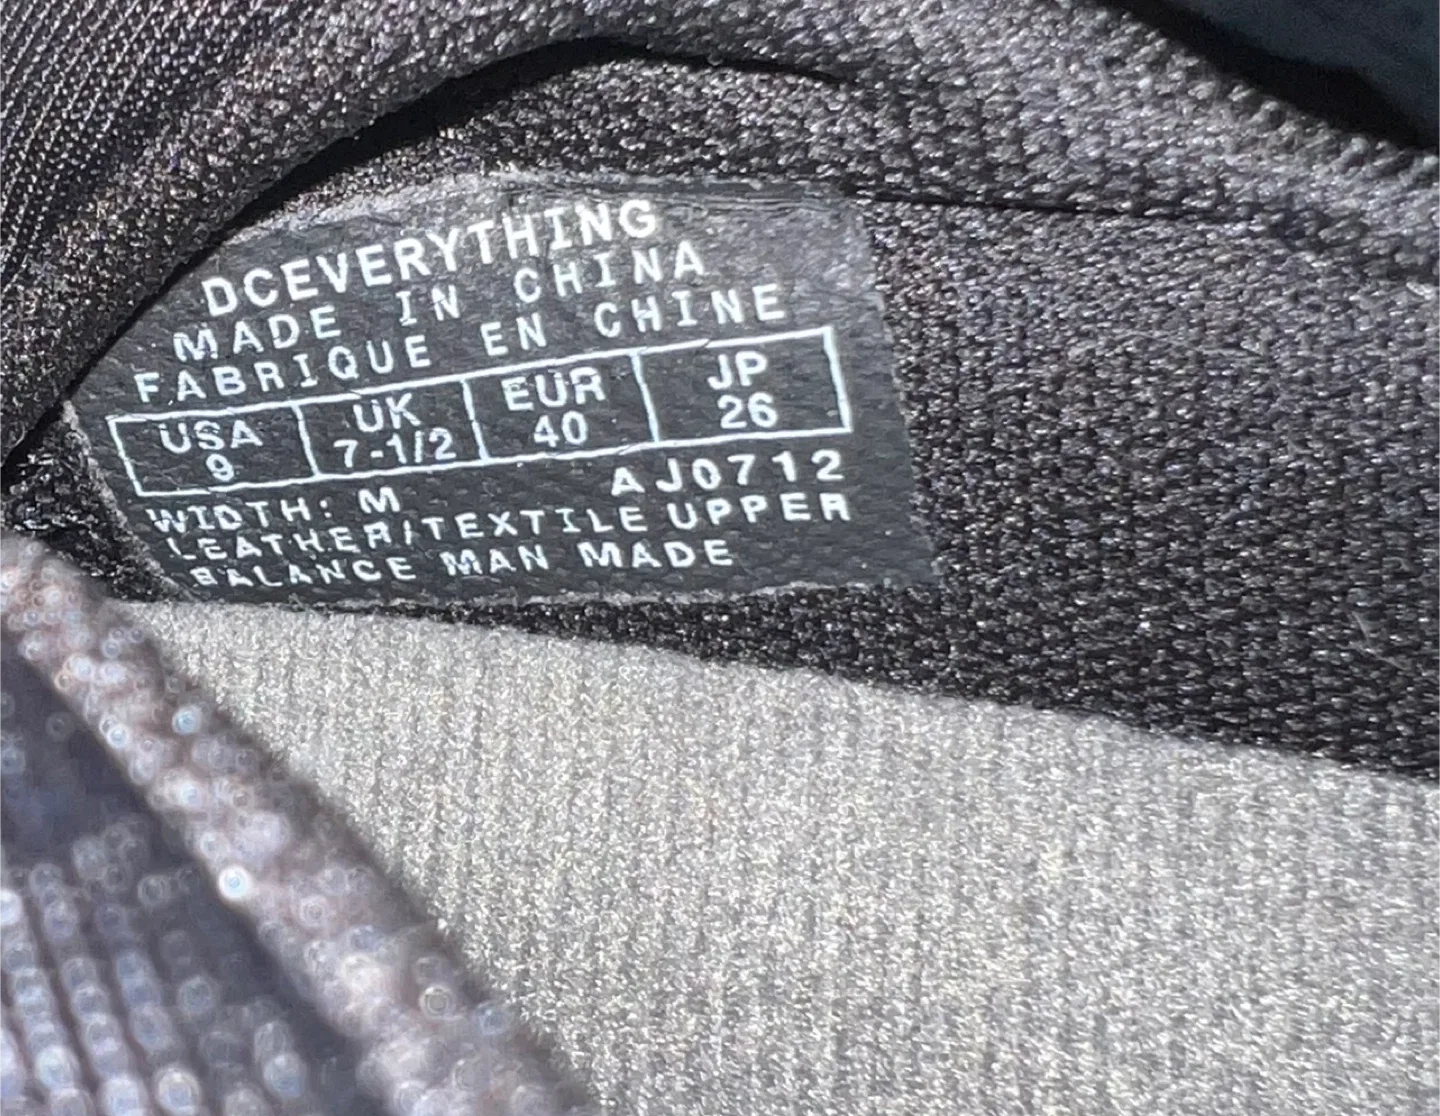 DCEVERYTHING
MADE IN CHINA
FABRIQUE EN CHINE
USA UK EUR JP
9 7-1/2 40 26
WIDTH: M AJ0712
LEATHER/TEXTILE UPPER
BALANCE MAN MADE